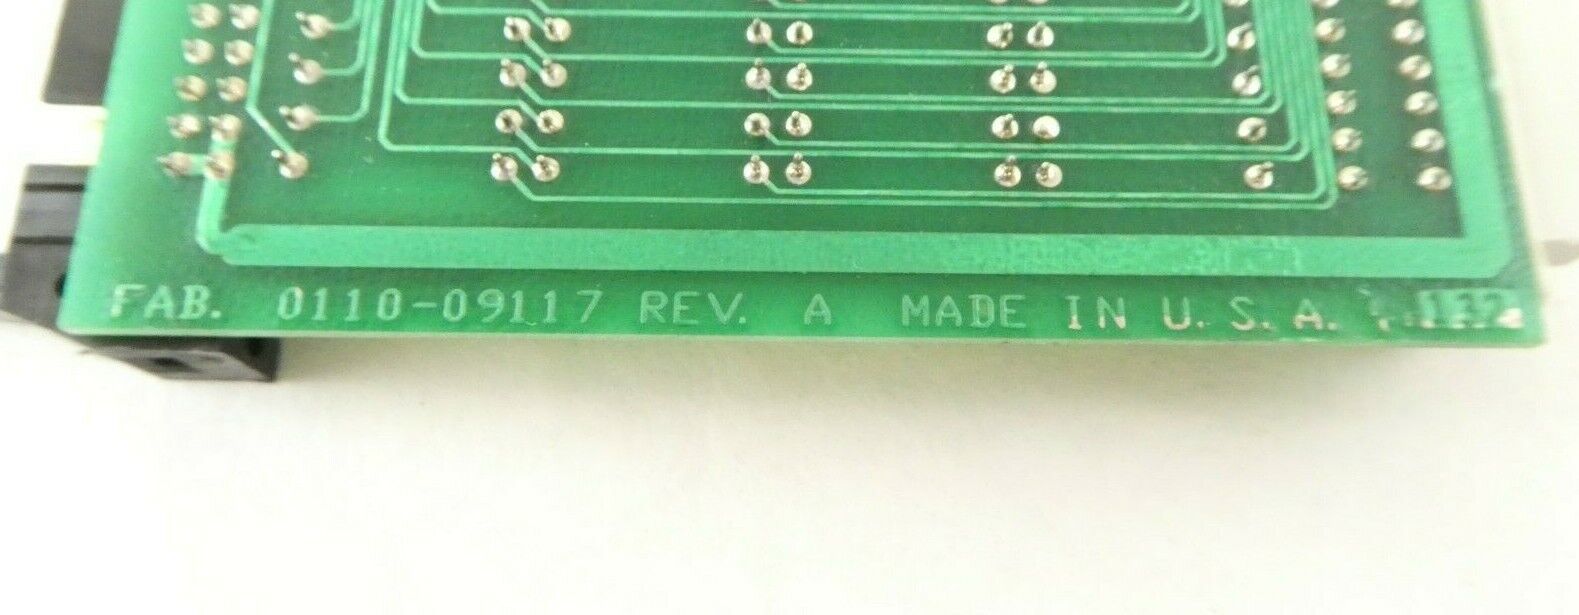 FAB. 0110-09117 REV. A MADE IN U. S. A.